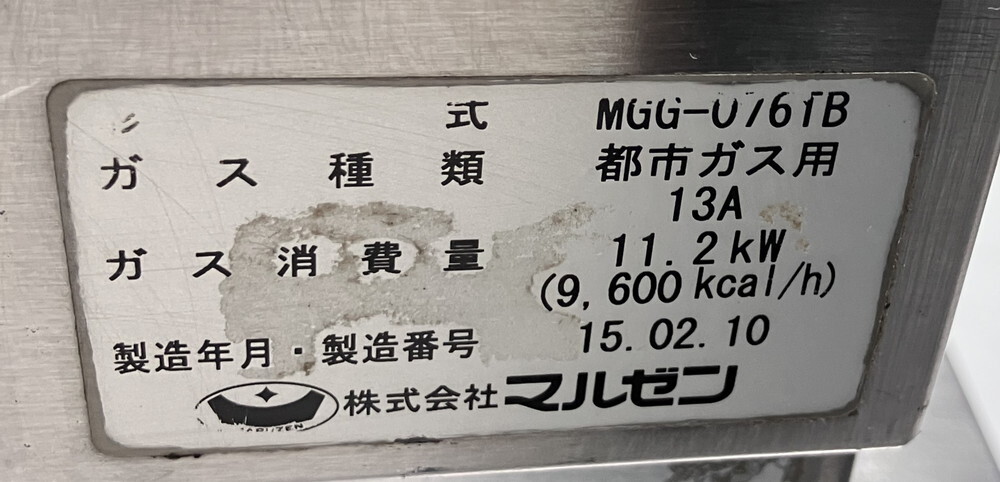 式 MGG-076TB
ガス種類 都市ガス用
13A
ガス消費量 11.2kW
(9,600kcal/h)
製造年月・製造番号 15.02.10
株式会社マルゼン
MARUZEN